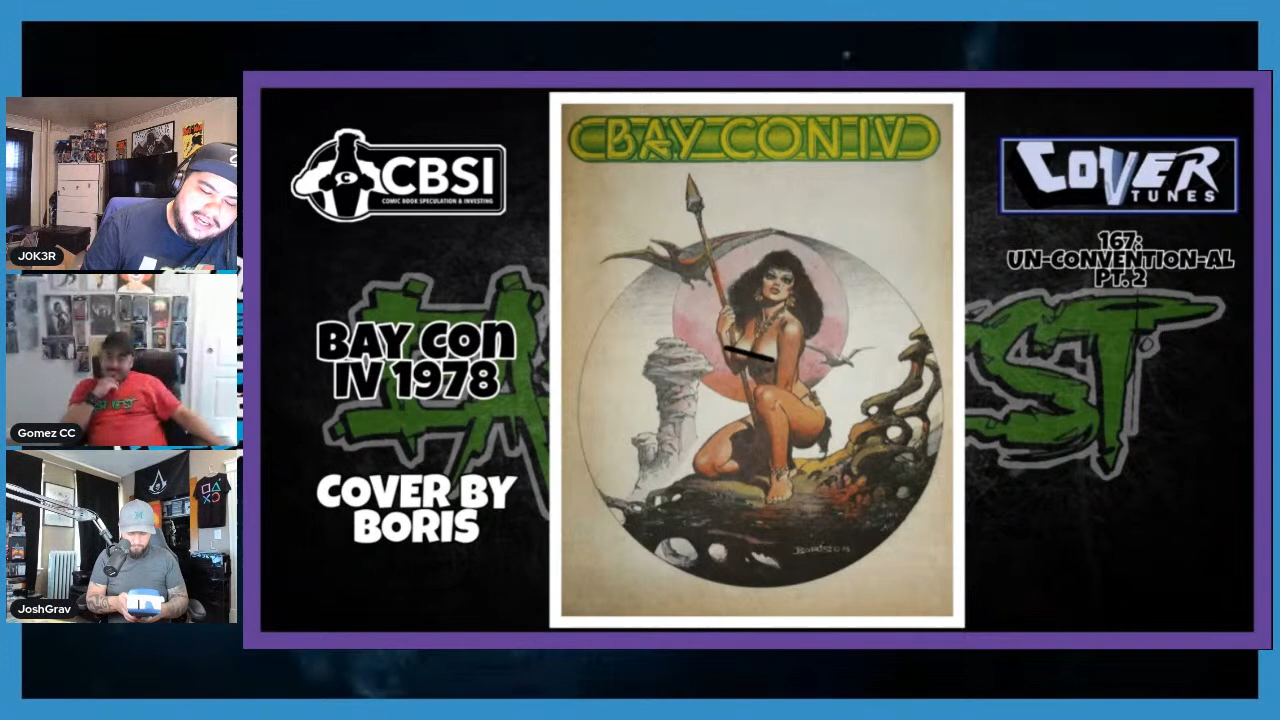 J0K3R
Gomez CC
JoshGrav
CBSI
COMIC BOOK SPECULATION & INVESTING
BAY CON
IV 1978
COVER BY
BORIS
BAY CON IV
COVER
TUNES
167:
UN-CONVENTION-AL
PT. 2